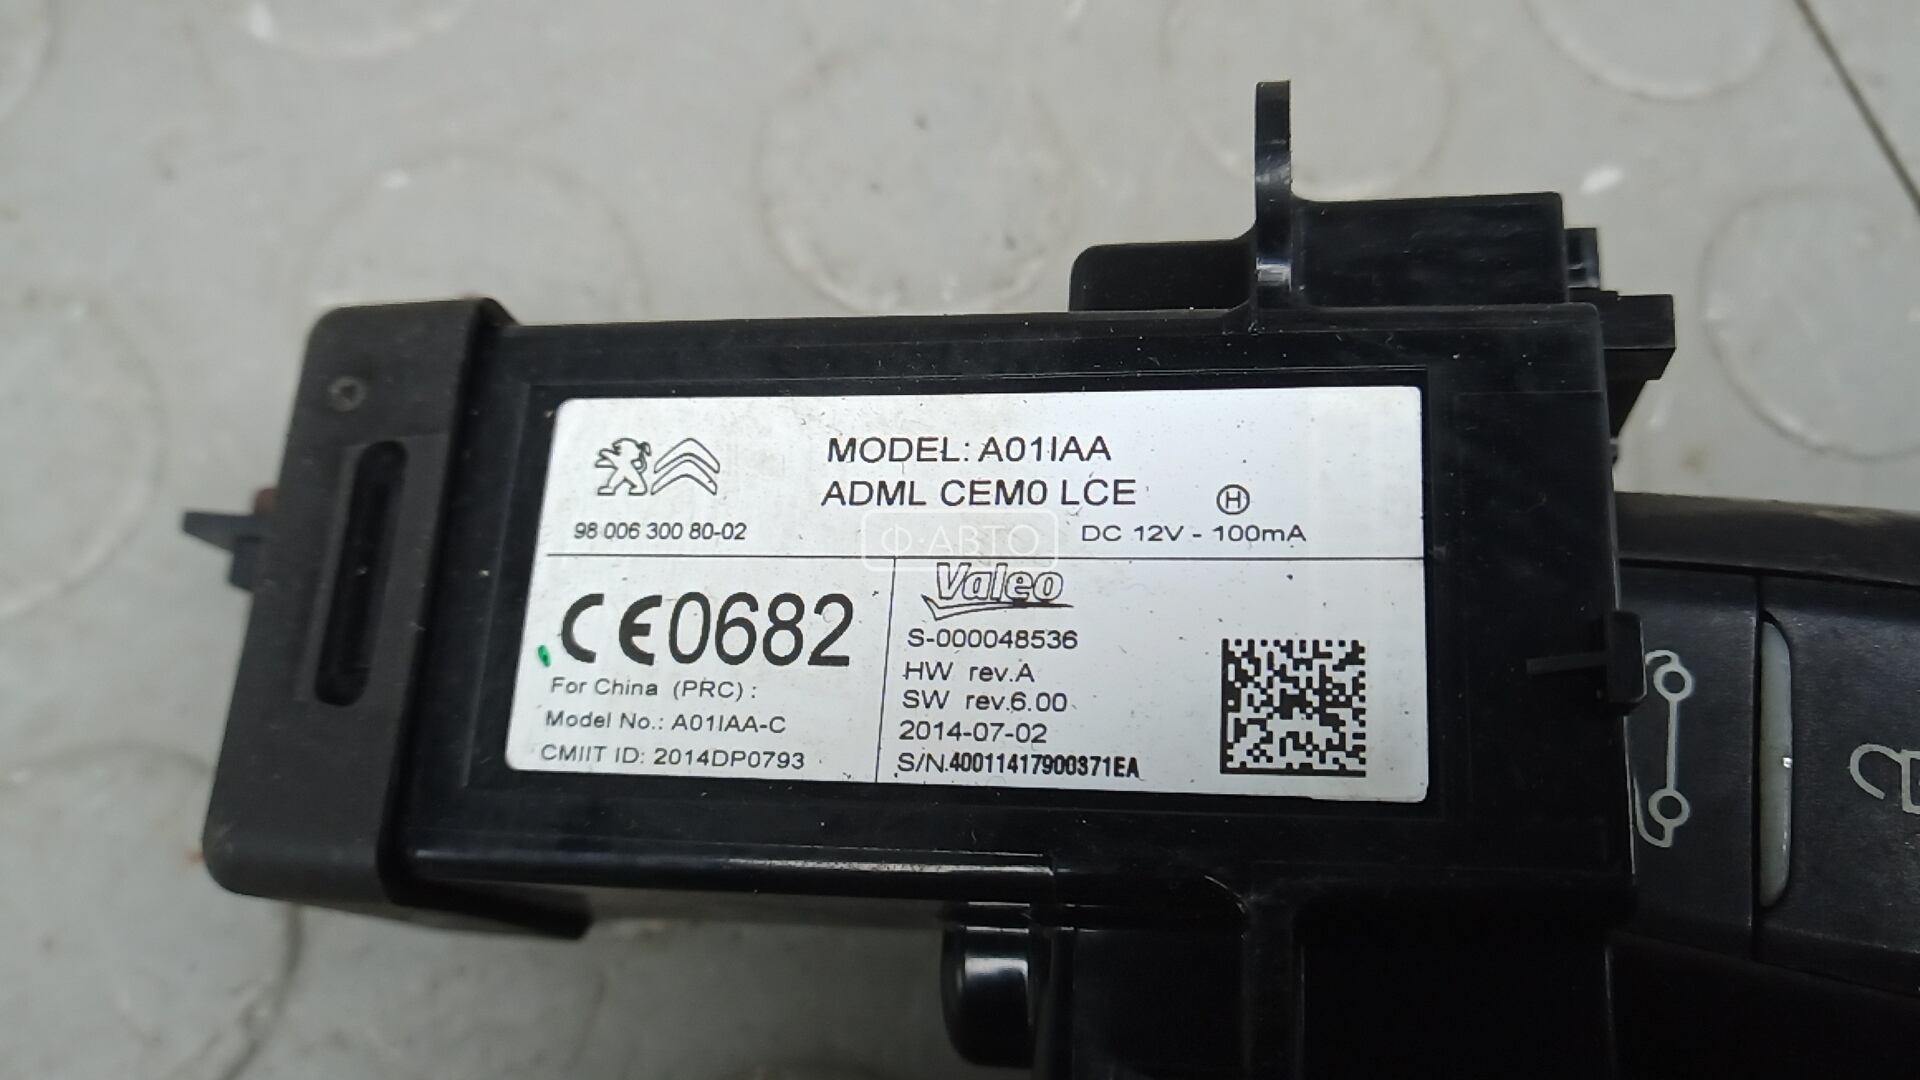 MODEL: A01IAA
ADML CEM0 LCE
Ⓗ
98 006 300 80-02
DC 12V - 100mA
Ф·АВТО
CE0682
For China (PRC):
Model No.: A01IAA-C
CMIIT ID: 2014DP0793
Valeo
S-000048536
HW rev.A
SW rev.6.00
2014-07-02
S/N.40011417900371EA